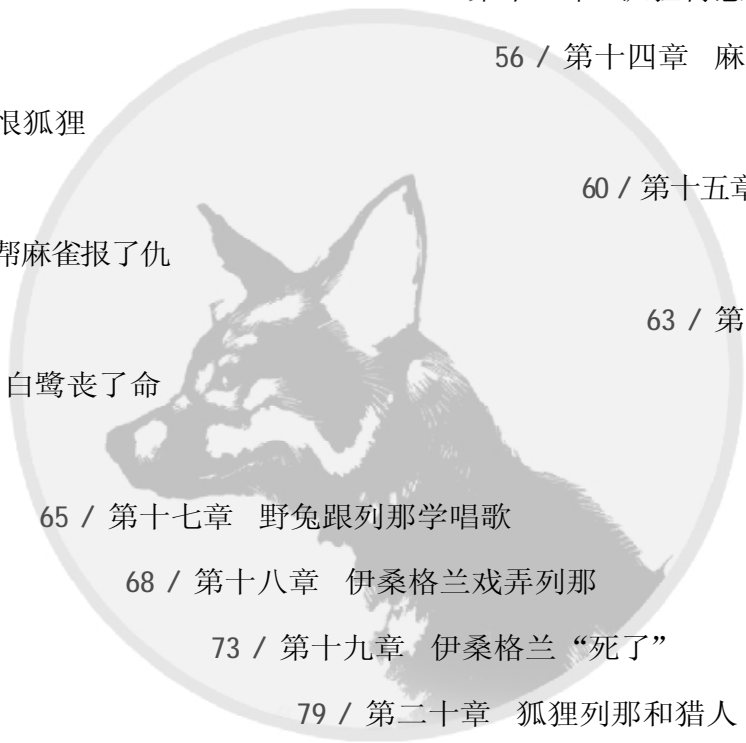 56 / 第十四章 麻
恨狐狸
60 / 第十五章
帮麻雀报了仇
63 / 第
白鹭丧了命
65 / 第十七章 野兔跟列那学唱歌
68 / 第十八章 伊桑格兰戏弄列那
73 / 第十九章 伊桑格兰“死了”
79 / 第二十章 狐狸列那和猎人